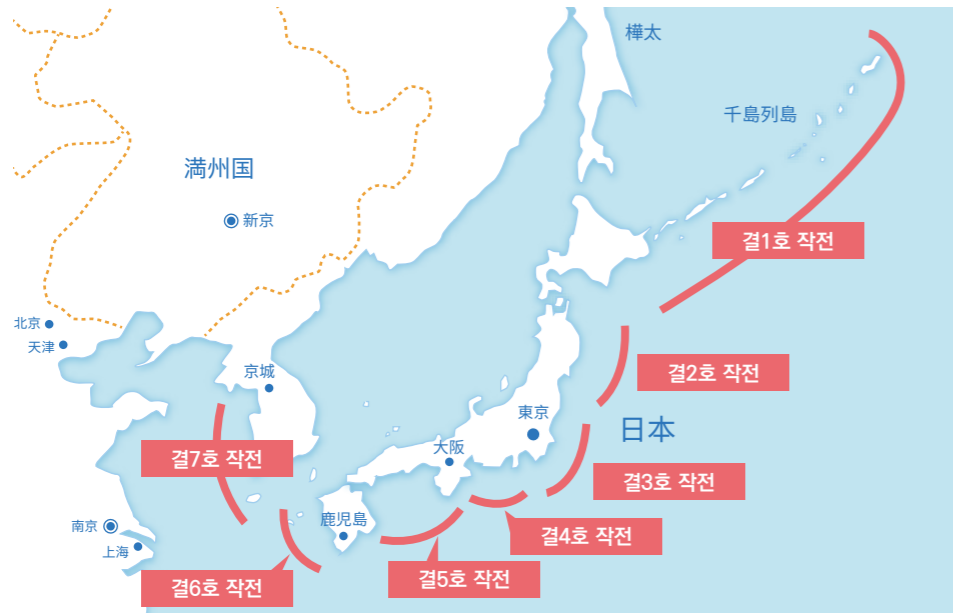 樺太
千島列島
満州国
新京
결1호 작전
北京
天津
京城
결2호 작전
東京
日本
大阪
결7호 작전
결3호 작전
南京
鹿児島
결4호 작전
上海
결5호 작전
결6호 작전